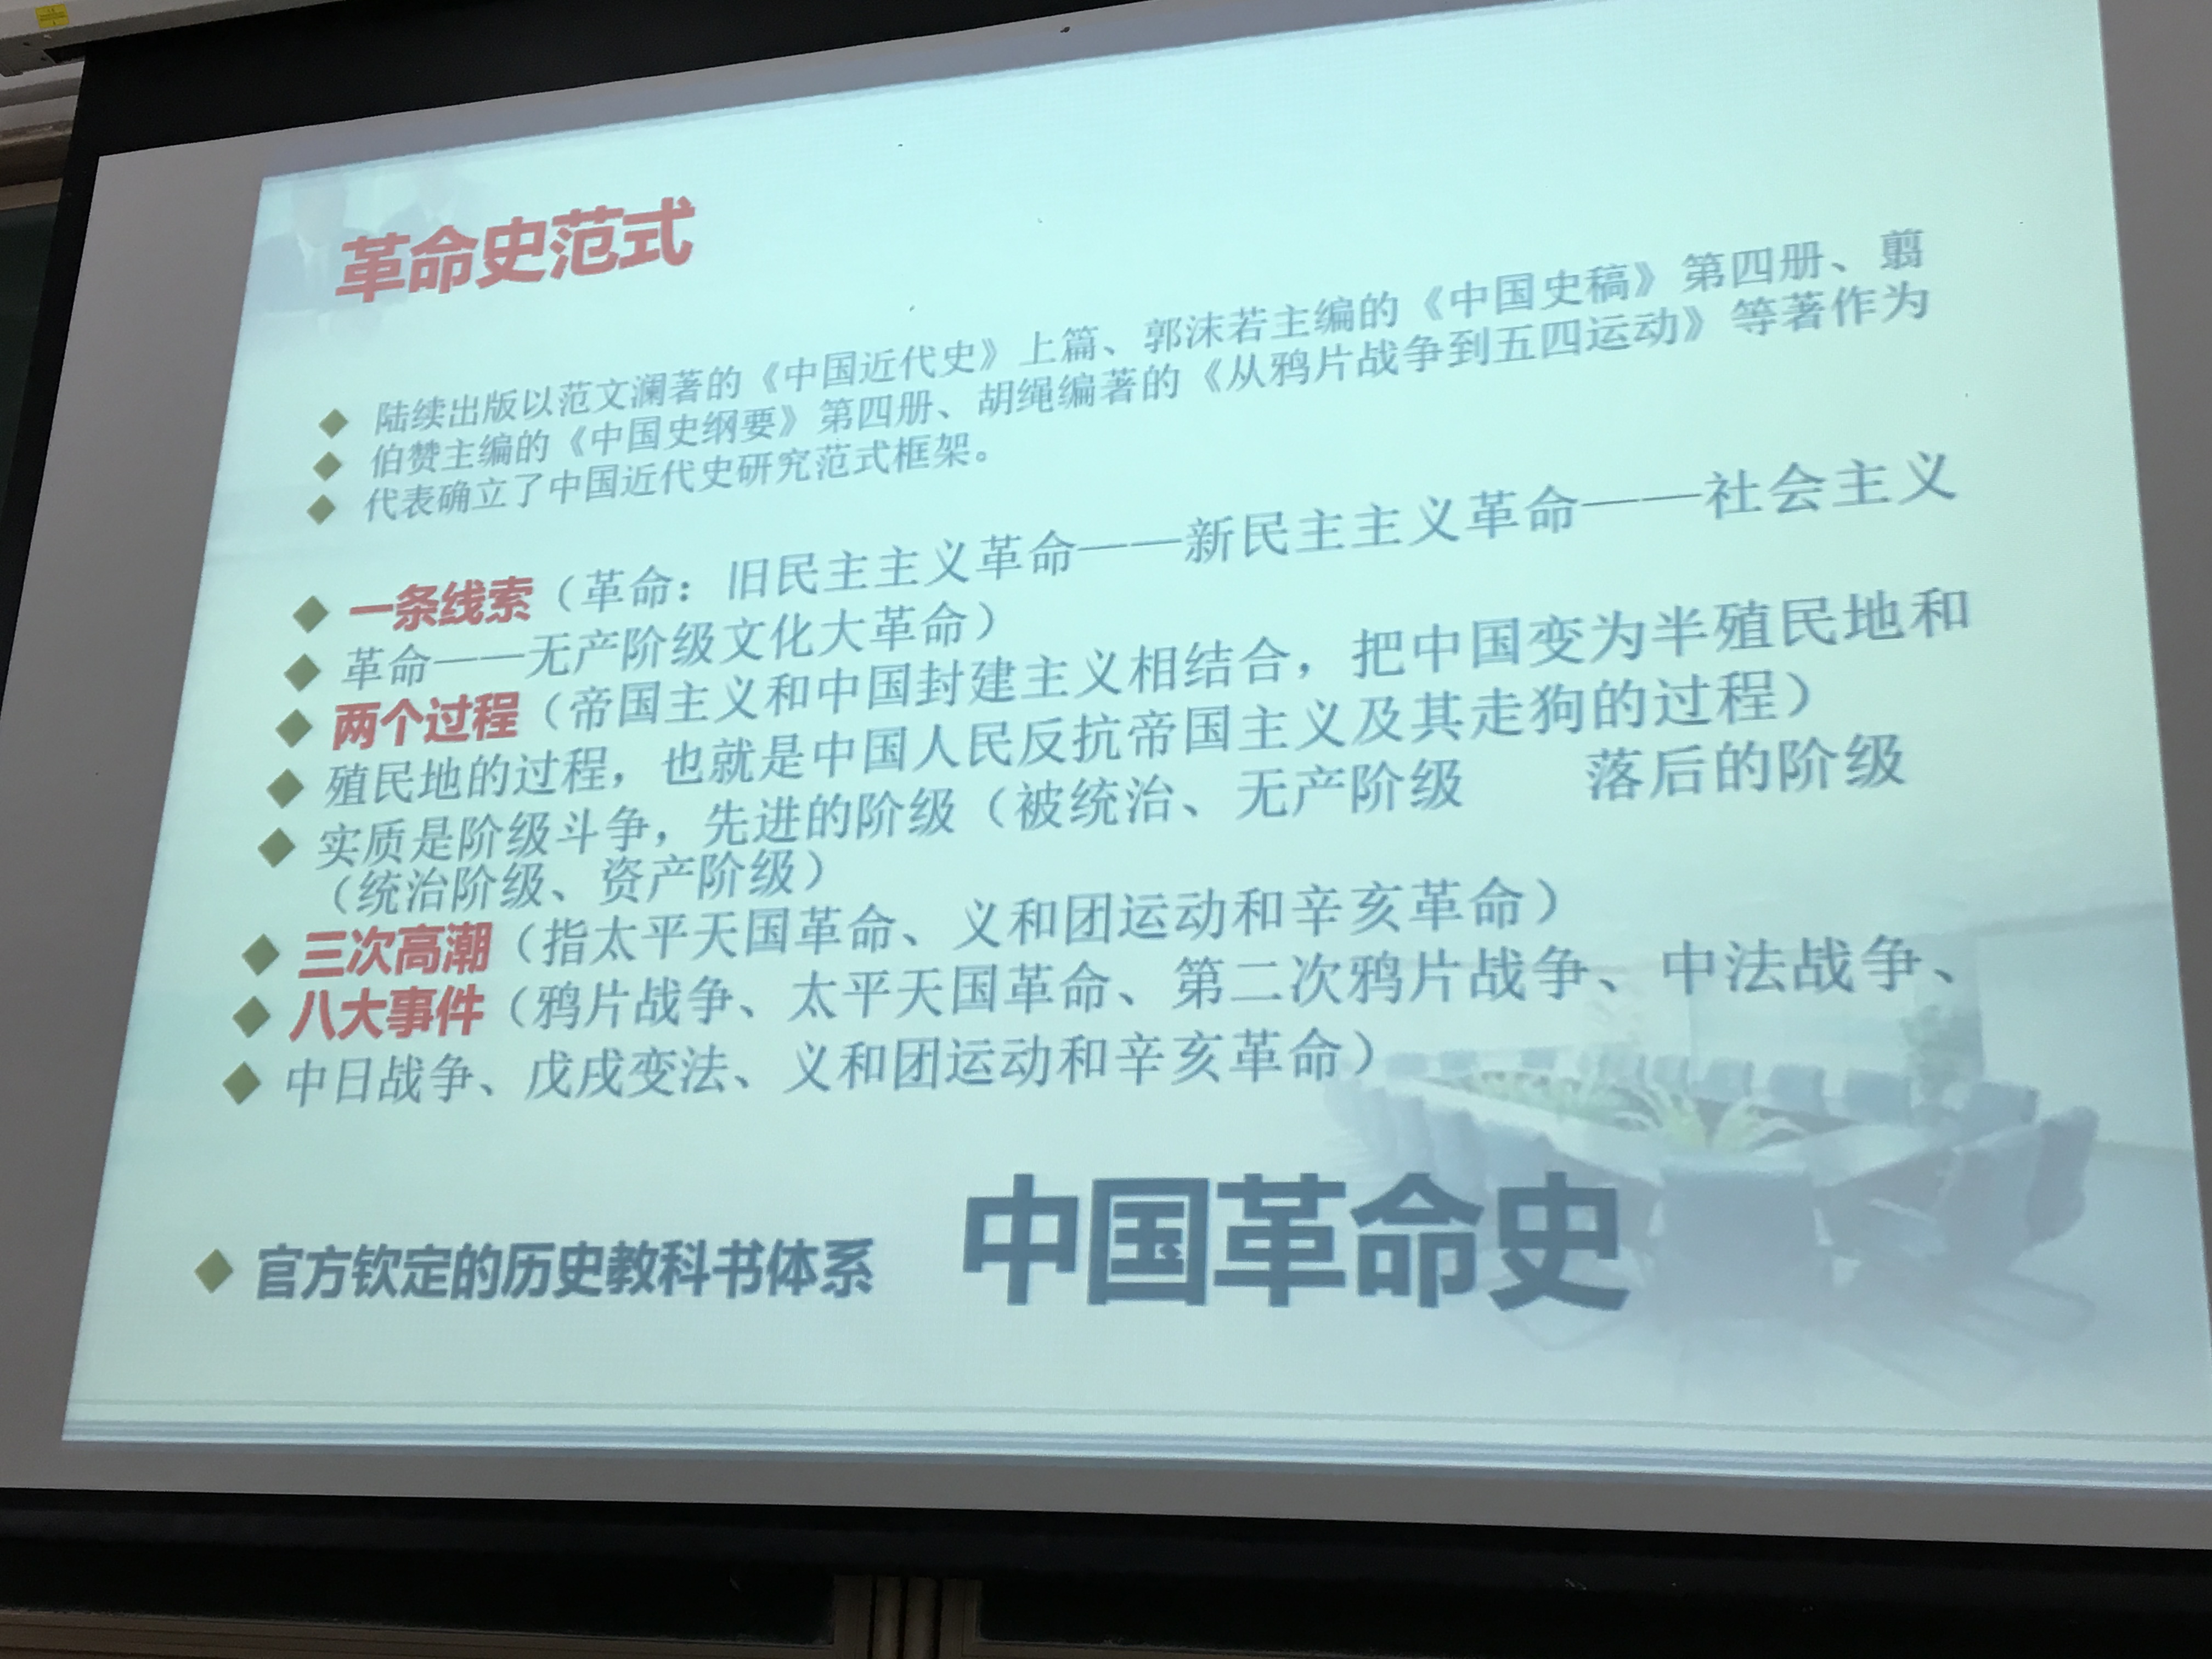 革命史范式
陆续出版以范文澜著的《中国近代史》上篇、郭沫若主编的《中国史稿》第四册、翦
伯赞主编的《中国史纲要》第四册、胡绳编著的《从鸦片战争到五四运动》等著作为
代表确立了中国近代史研究范式框架。
一条线索（革命：旧民主主义革命——新民主主义革命——社会主义
革命——无产阶级文化大革命）
两个过程（帝国主义和中国封建主义相结合，把中国变为半殖民地和
殖民地的过程，也就是中国人民反抗帝国主义及其走狗的过程）
实质是阶级斗争，先进的阶级（被统治、无产阶级 落后的阶级
（统治阶级、资产阶级）
三次高潮（指太平天国革命、义和团运动和辛亥革命）
八大事件（鸦片战争、太平天国革命、第二次鸦片战争、中法战争、
中日战争、戊戌变法、义和团运动和辛亥革命）
官方钦定的历史教科书体系 中国革命史